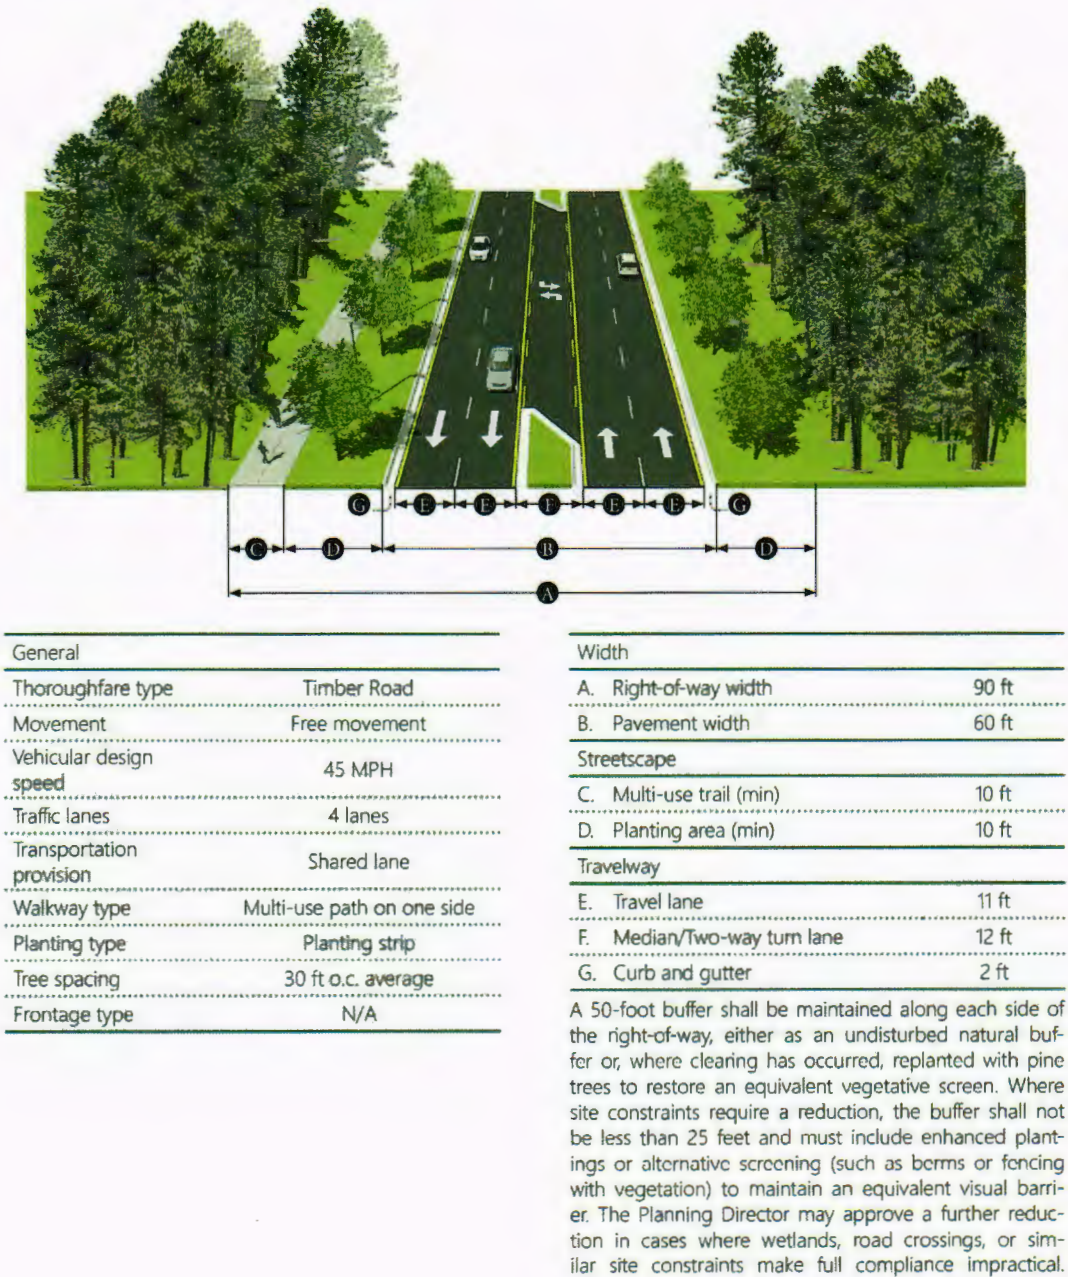 G E E F E E G
C D B D
A
General
Thoroughfare type Timber Road
Movement Free movement
Vehicular design
speed 45 MPH
Traffic lanes 4 lanes
Transportation
provision Shared lane
Walkway type Multi-use path on one side
Planting type Planting strip
Tree spacing 30 ft o.c. average
Frontage type N/A
Width
A. Right-of-way width 90 ft
B. Pavement width 60 ft
Streetscape
C. Multi-use trail (min) 10 ft
D. Planting area (min) 10 ft
Travelway
E. Travel lane 11 ft
F. Median/Two-way turn lane 12 ft
G. Curb and gutter 2 ft
A 50-foot buffer shall be maintained along each side of
the right-of-way, either as an undisturbed natural buf-
fer or, where clearing has occurred, replanted with pine
trees to restore an equivalent vegetative screen. Where
site constraints require a reduction, the buffer shall not
be less than 25 feet and must include enhanced plant-
ings or alternative screening (such as berms or fencing
with vegetation) to maintain an equivalent visual barri-
er. The Planning Director may approve a further reduc-
tion in cases where wetlands, road crossings, or sim-
ilar site constraints make full compliance impractical.